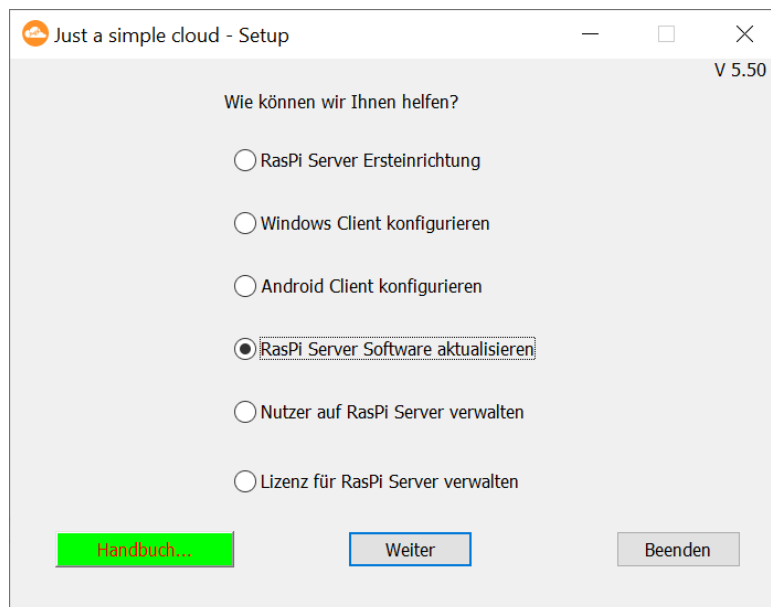 Just a simple cloud - Setup
V 5.50
Wie können wir Ihnen helfen?
RasPi Server Ersteinrichtung
Windows Client konfigurieren
Android Client konfigurieren
RasPi Server Software aktualisieren
Nutzer auf RasPi Server verwalten
Lizenz für RasPi Server verwalten
Handbuch... Weiter Beenden